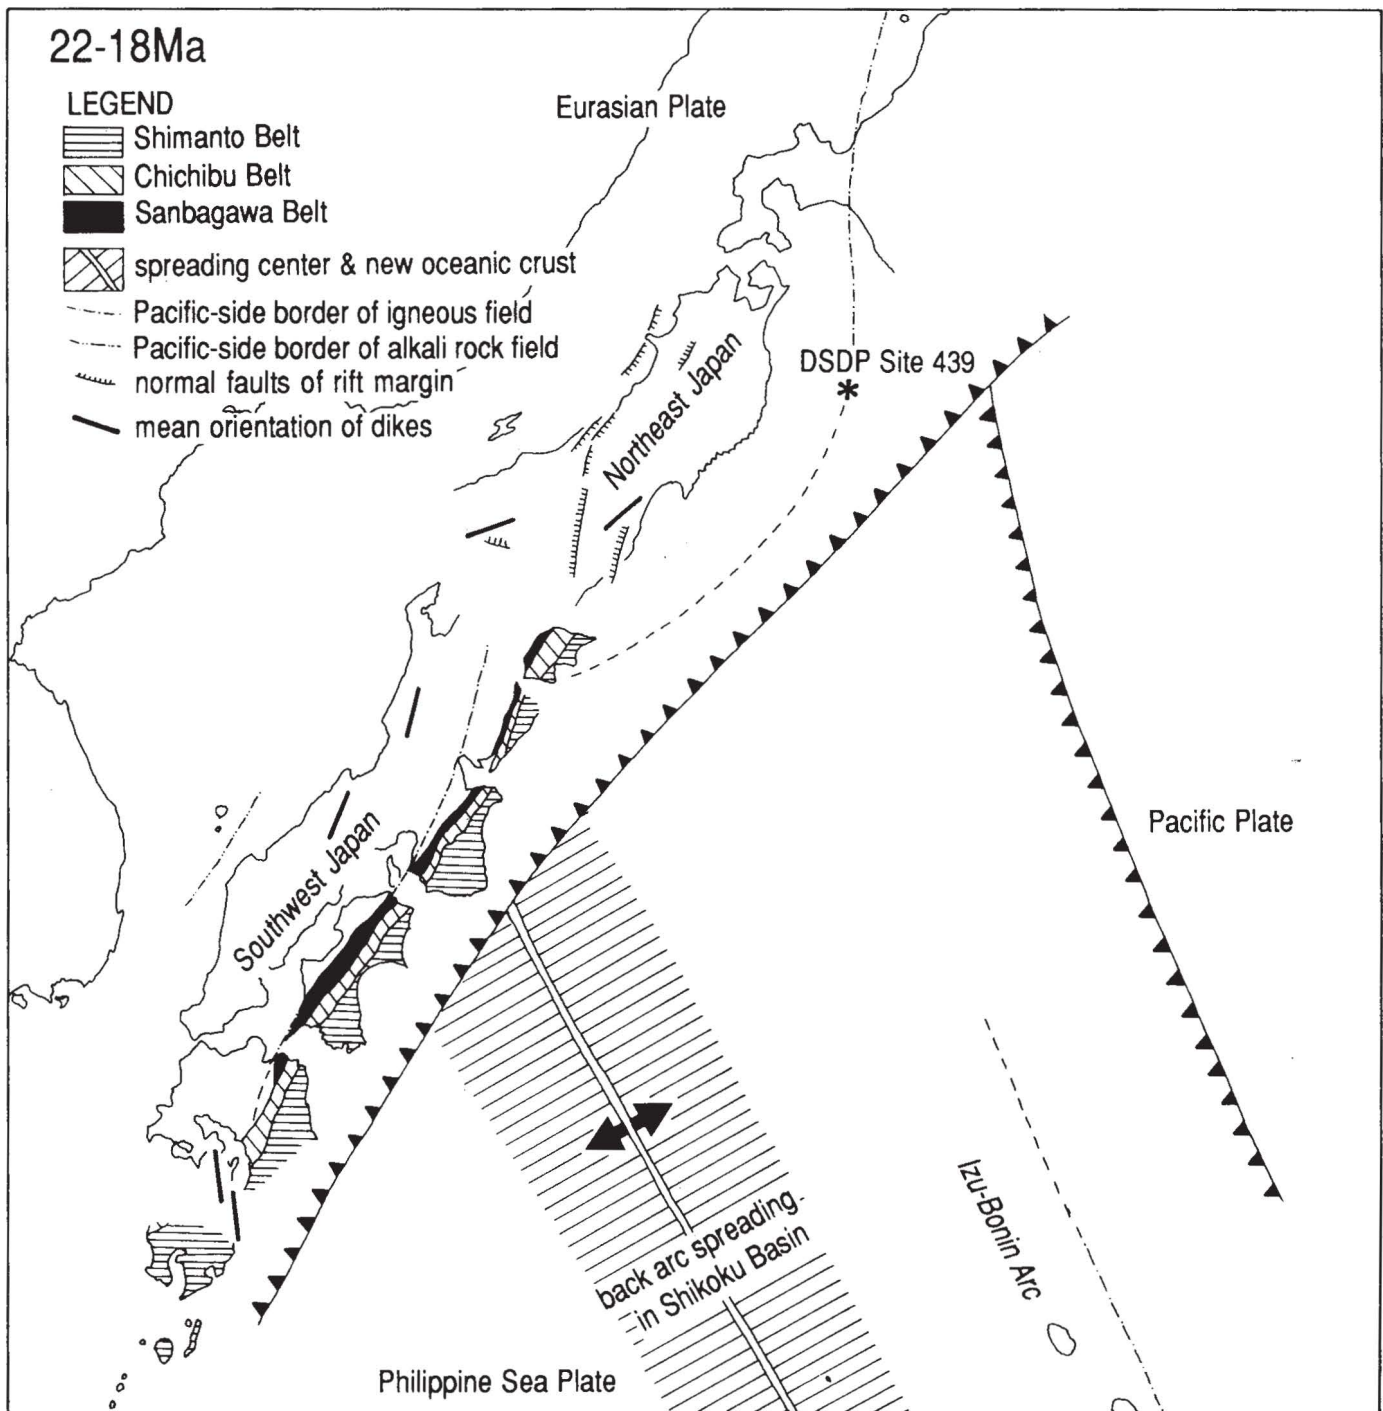 22-18Ma
LEGEND
Shimanto Belt
Chichibu Belt
Sanbagawa Belt
spreading center & new oceanic crust
Pacific-side border of igneous field
Pacific-side border of alkali rock field
normal faults of rift margin
mean orientation of dikes
Eurasian Plate
DSDP Site 439
Northeast Japan
Southwest Japan
Pacific Plate
back arc spreading
in Shikoku Basin
Izu-Bonin Arc
Philippine Sea Plate